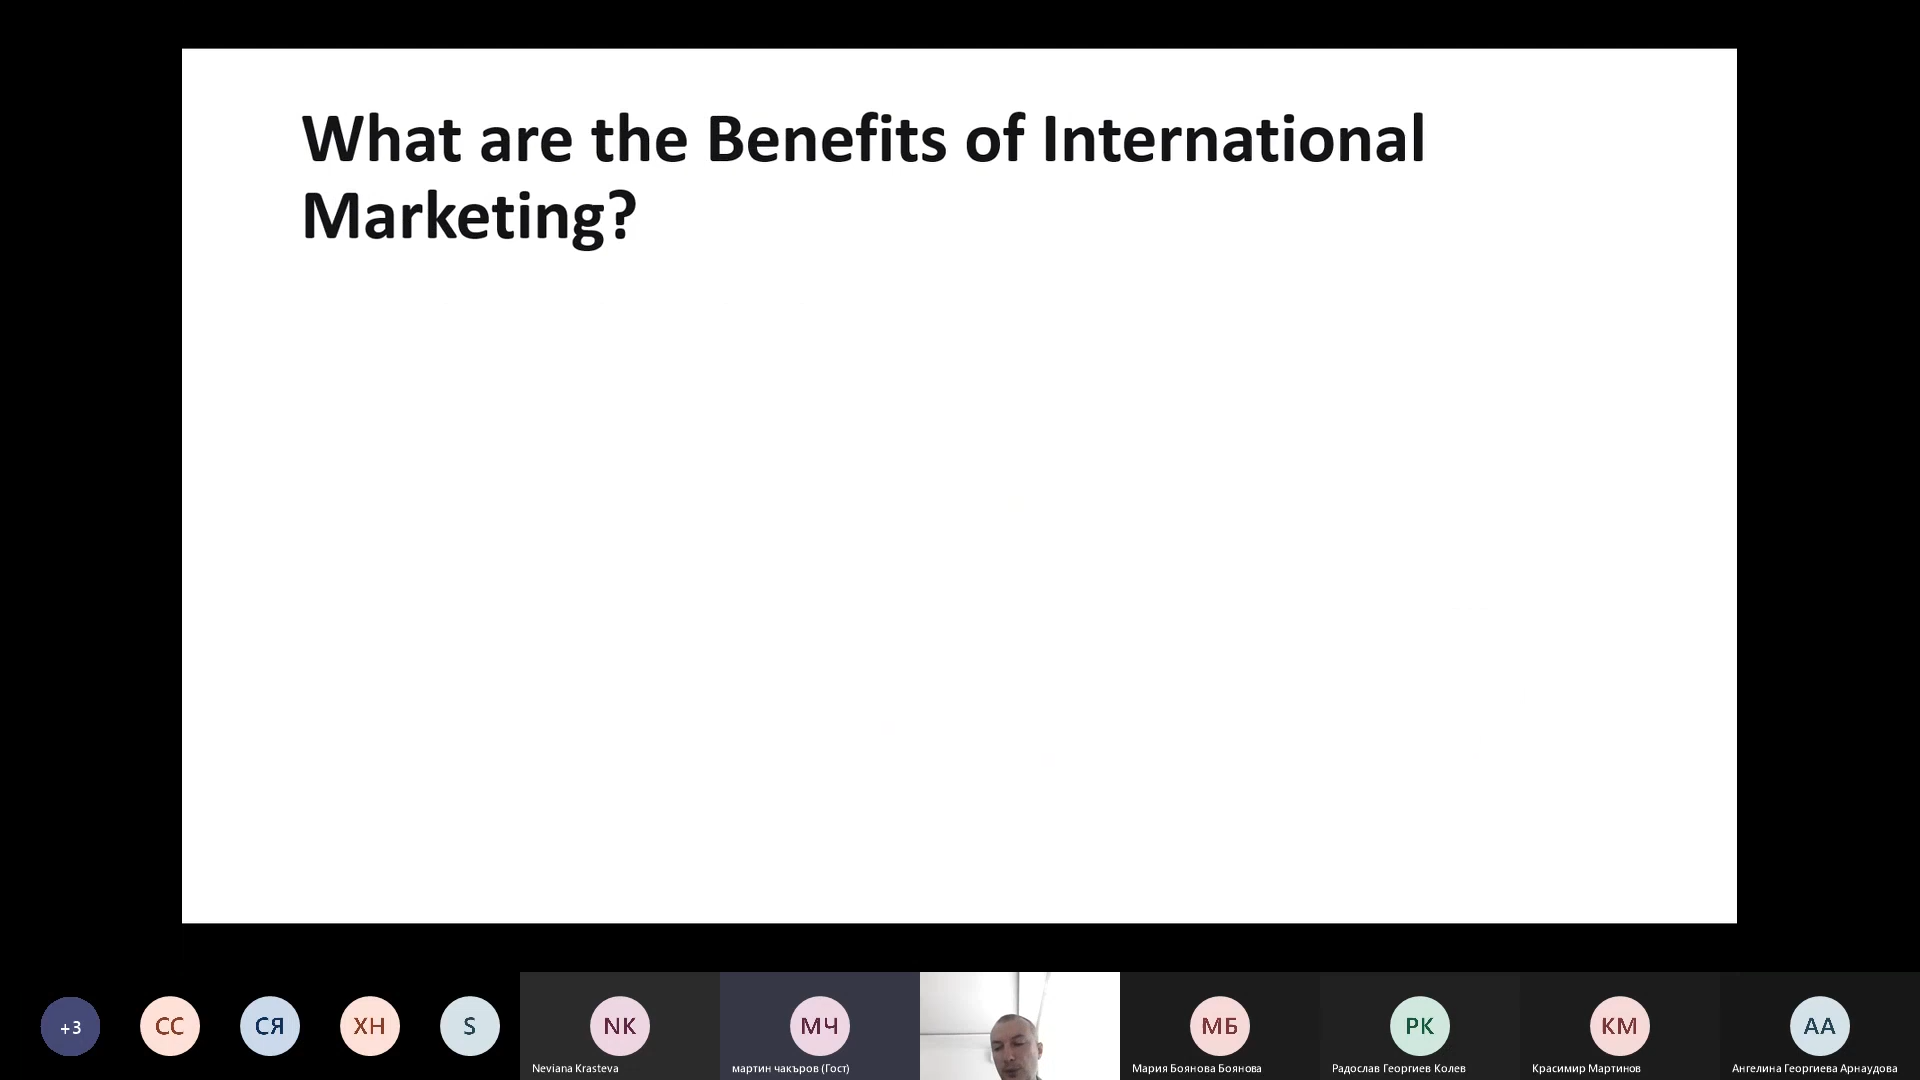 What are the Benefits of International
Marketing?
+3
СС
СЯ
ХН
S
NK
МЧ
МБ
РК
КМ
АА
Neviana Krasteva
мартин чакъров (Гост)
Мария Боянова Боянова
Радослав Георгиев Колев
Красимир Мартинов
Ангелина Георгиева Арнаудова